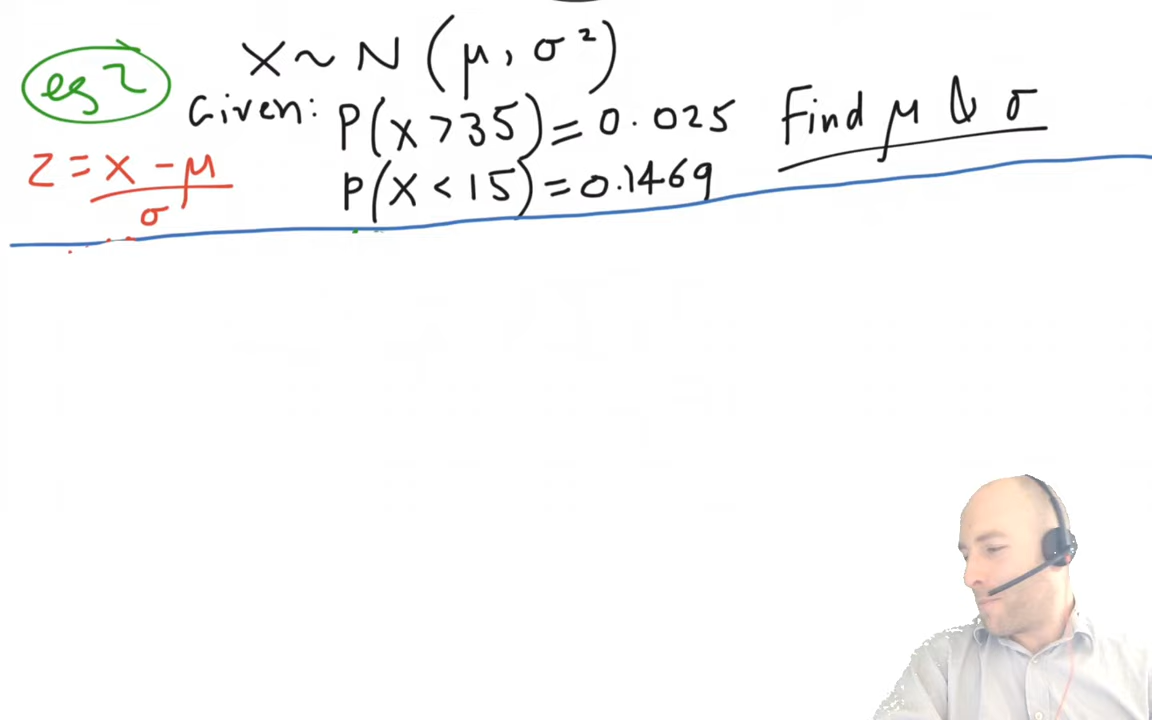 eg 2
X ~ N (μ, σ²)
Given: P(X > 35) = 0.025
P(X < 15) = 0.1469
Find μ & σ
Z = X - μ / σ